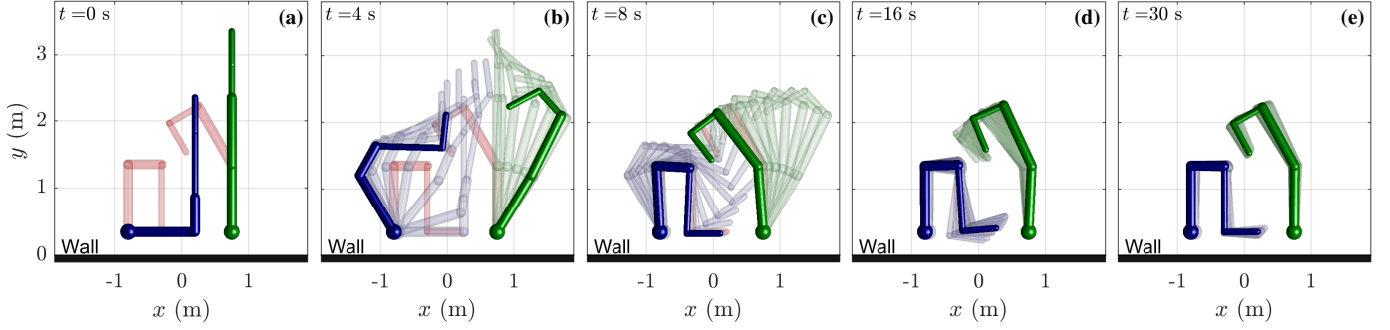 t =0 s (a) t =4 s (b) t =8 s (c) t =16 s (d) t =30 s (e)
3
2
y (m)
1
0
Wall Wall Wall Wall Wall
-1 0 1 -1 0 1 -1 0 1 -1 0 1 -1 0 1
x (m) x (m) x (m) x (m) x (m)